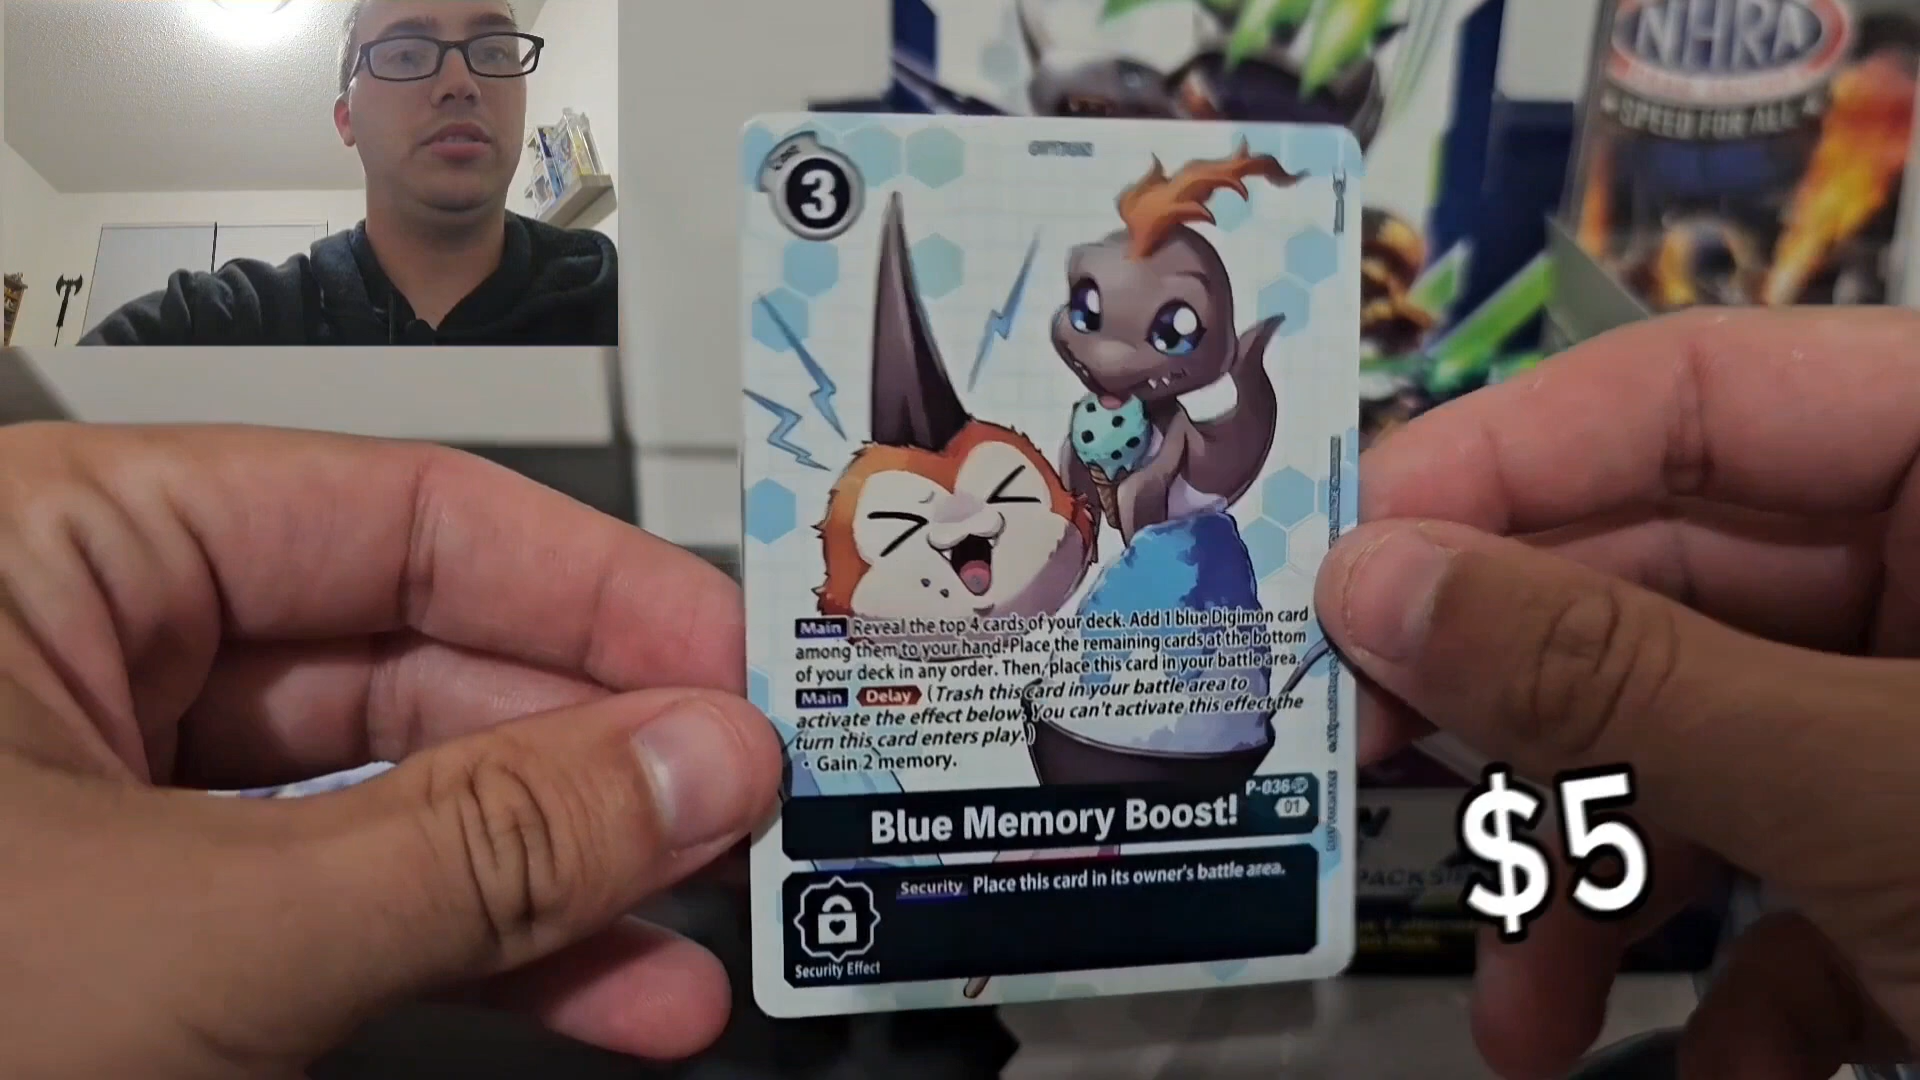 NHRA
SPEED FOR ALL
OPTION
3
Main Reveal the top 4 cards of your deck. Add 1 blue Digimon card
among them to your hand. Place the remaining cards at the bottom
of your deck in any order. Then, place this card in your battle area.
Main Delay (Trash this card in your battle area to
activate the effect below. You can't activate this effect the
turn this card enters play.)
· Gain 2 memory.
P-036
01
Blue Memory Boost!
Security Place this card in its owner's battle area.
Security Effect
$5